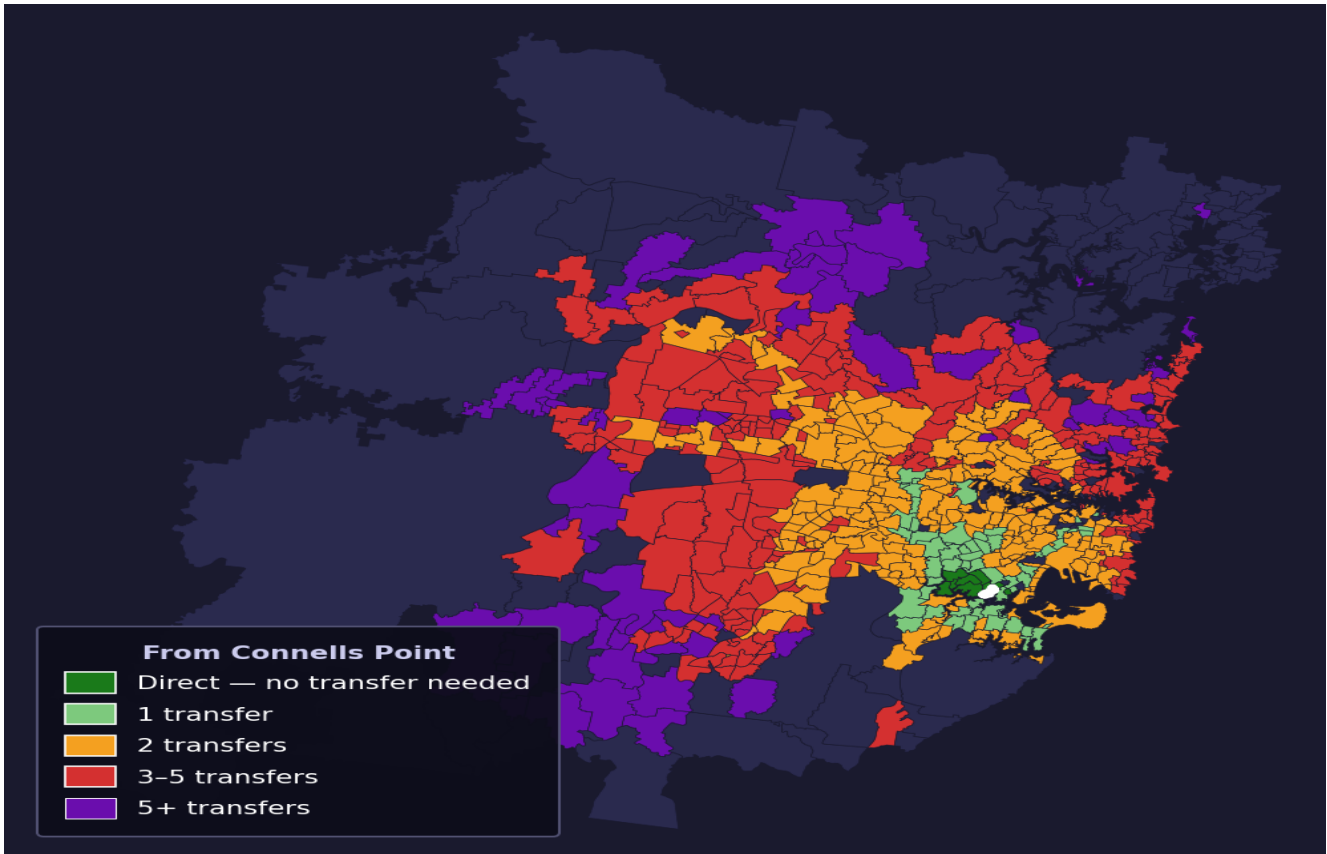 From Connells Point
Direct — no transfer needed
1 transfer
2 transfers
3–5 transfers
5+ transfers